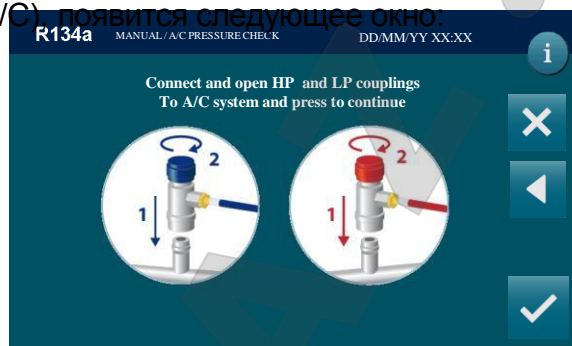 /С), появится следующее окно:
R134a MANUAL / A/C PRESSURE CHECK DD/MM/YY XX:XX
i
Connect and open HP and LP couplings
To A/C system and press to continue
2 2
1 1